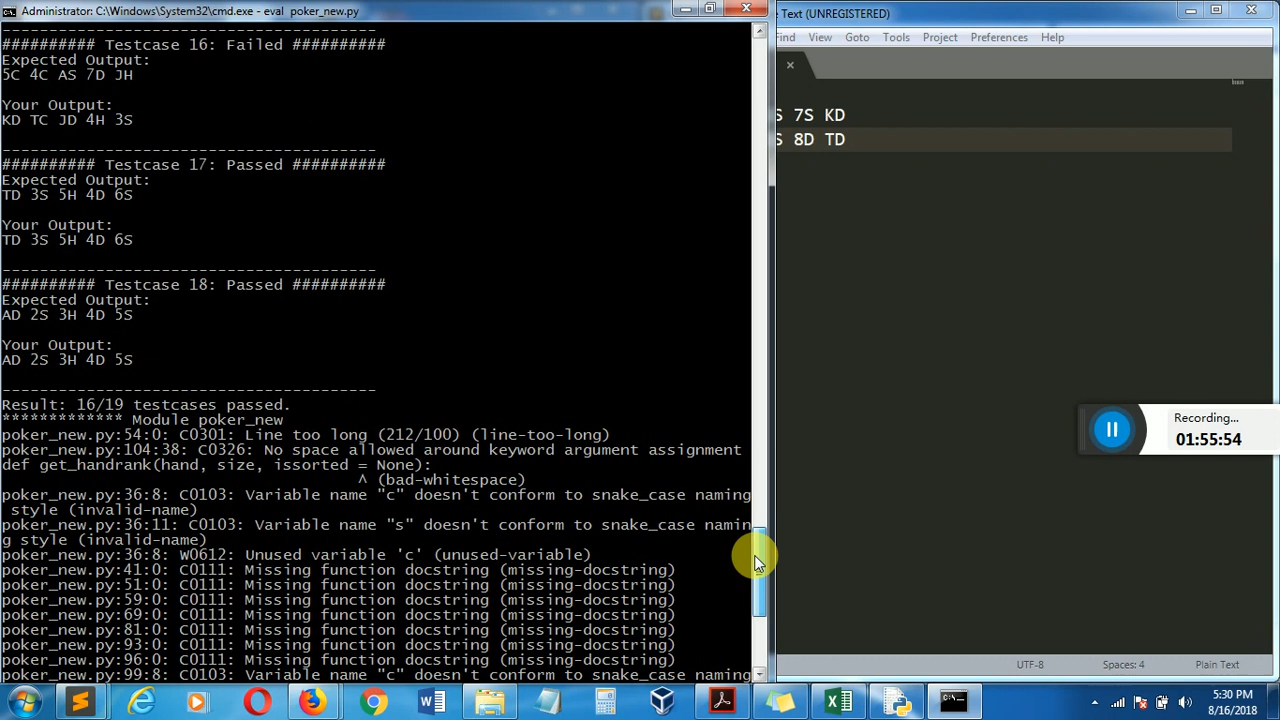 Administrator: C:\Windows\System32\cmd.exe - eval poker_new.py
----------------------------------------
########## Testcase 16: Failed ##########
Expected Output:
5C 4C AS 7D JH
Your Output:
KD TC JD 4H 3S
----------------------------------------
########## Testcase 17: Passed ##########
Expected Output:
TD 3S 5H 4D 6S
Your Output:
TD 3S 5H 4D 6S
----------------------------------------
########## Testcase 18: Passed ##########
Expected Output:
AD 2S 3H 4D 5S
Your Output:
AD 2S 3H 4D 5S
----------------------------------------
Result: 16/19 testcases passed.
************* Module poker_new
poker_new.py:54:0: C0301: Line too long (212/100) (line-too-long)
poker_new.py:104:38: C0326: No space allowed around keyword argument assignment
def get_handrank(hand, size, issorted = None):
^ (bad-whitespace)
poker_new.py:36:8: C0103: Variable name "c" doesn't conform to snake_case naming
style (invalid-name)
poker_new.py:36:11: C0103: Variable name "s" doesn't conform to snake_case namin
g style (invalid-name)
poker_new.py:36:8: W0612: Unused variable 'c' (unused-variable)
poker_new.py:41:0: C0111: Missing function docstring (missing-docstring)
poker_new.py:51:0: C0111: Missing function docstring (missing-docstring)
poker_new.py:59:0: C0111: Missing function docstring (missing-docstring)
poker_new.py:69:0: C0111: Missing function docstring (missing-docstring)
poker_new.py:81:0: C0111: Missing function docstring (missing-docstring)
poker_new.py:93:0: C0111: Missing function docstring (missing-docstring)
poker_new.py:96:0: C0111: Missing function docstring (missing-docstring)
poker_new.py:99:8: C0103: Variable name "c" doesn't conform to snake_case naming
Text (UNREGISTERED)
Find View Goto Tools Project Preferences Help
S 7S KD
S 8D TD
Recording...
01:55:54
UTF-8 Spaces: 4 Plain Text
5:30 PM
8/16/2018